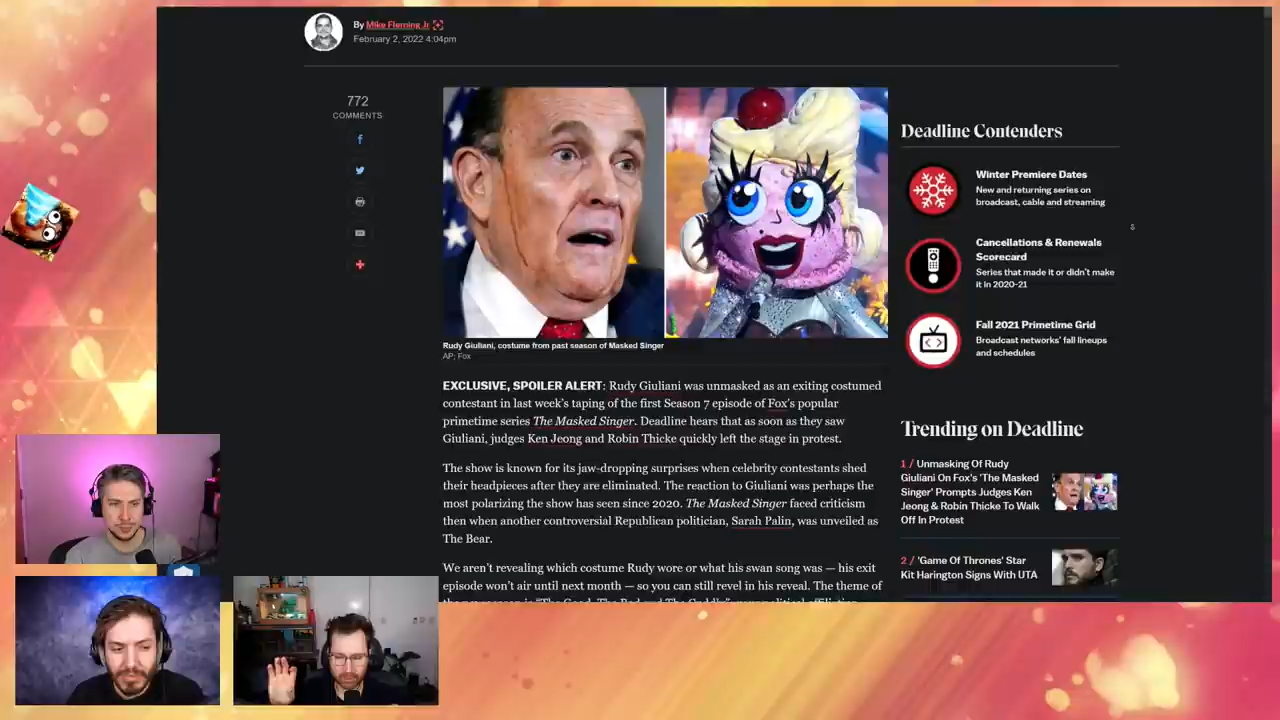 By Mike Fleming Jr.
February 2, 2022 4:04pm
772
COMMENTS
Rudy Giuliani, costume from past season of Masked Singer
AP; Fox
EXCLUSIVE, SPOILER ALERT: Rudy Giuliani was unmasked as an exiting costumed
contestant in last week's taping of the first Season 7 episode of Fox's popular
primetime series The Masked Singer. Deadline hears that as soon as they saw
Giuliani, judges Ken Jeong and Robin Thicke quickly left the stage in protest.
The show is known for its jaw-dropping surprises when celebrity contestants shed
their headpieces after they are eliminated. The reaction to Giuliani was perhaps the
most polarizing the show has seen since 2020. The Masked Singer faced criticism
then when another controversial Republican politician, Sarah Palin, was unveiled as
The Bear.
We aren't revealing which costume Rudy wore or what his swan song was — his exit
episode won't air until next month — so you can still revel in his reveal. The theme of
Deadline Contenders
Winter Premiere Dates
New and returning series on
broadcast, cable and streaming
Cancellations & Renewals
Scorecard
Series that made it or didn't make
it in 2020-21
Fall 2021 Primetime Grid
Broadcast networks' fall lineups
and schedules
Trending on Deadline
1 / Unmasking Of Rudy
Giuliani On Fox's 'The Masked
Singer' Prompts Judges Ken
Jeong & Robin Thicke To Walk
Off In Protest
2 / 'Game Of Thrones' Star
Kit Harington Signs With UTA